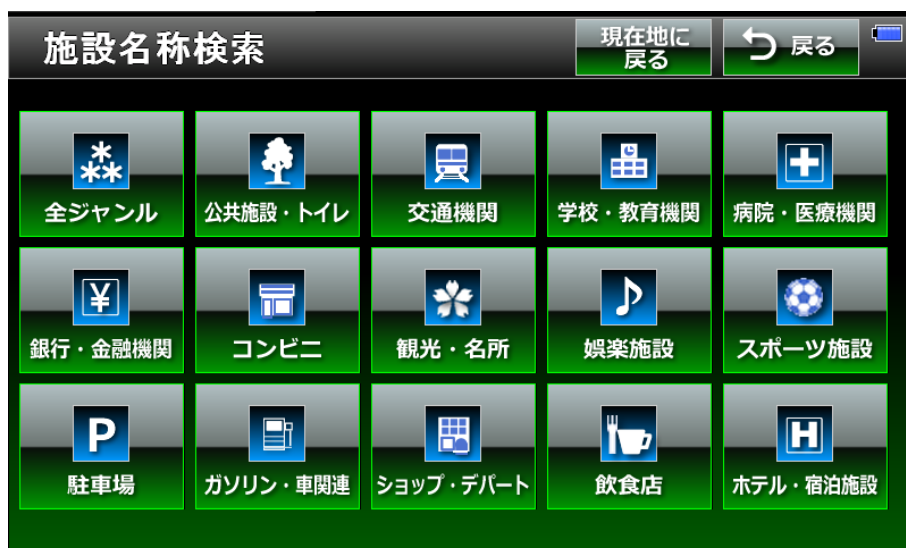 施設名称検索
現在地に
戻る
戻る
全ジャンル
公共施設・トイレ
交通機関
学校・教育機関
病院・医療機関
銀行・金融機関
コンビニ
観光・名所
娯楽施設
スポーツ施設
P
駐車場
ガソリン・車関連
ショップ・デパート
飲食店
H
ホテル・宿泊施設